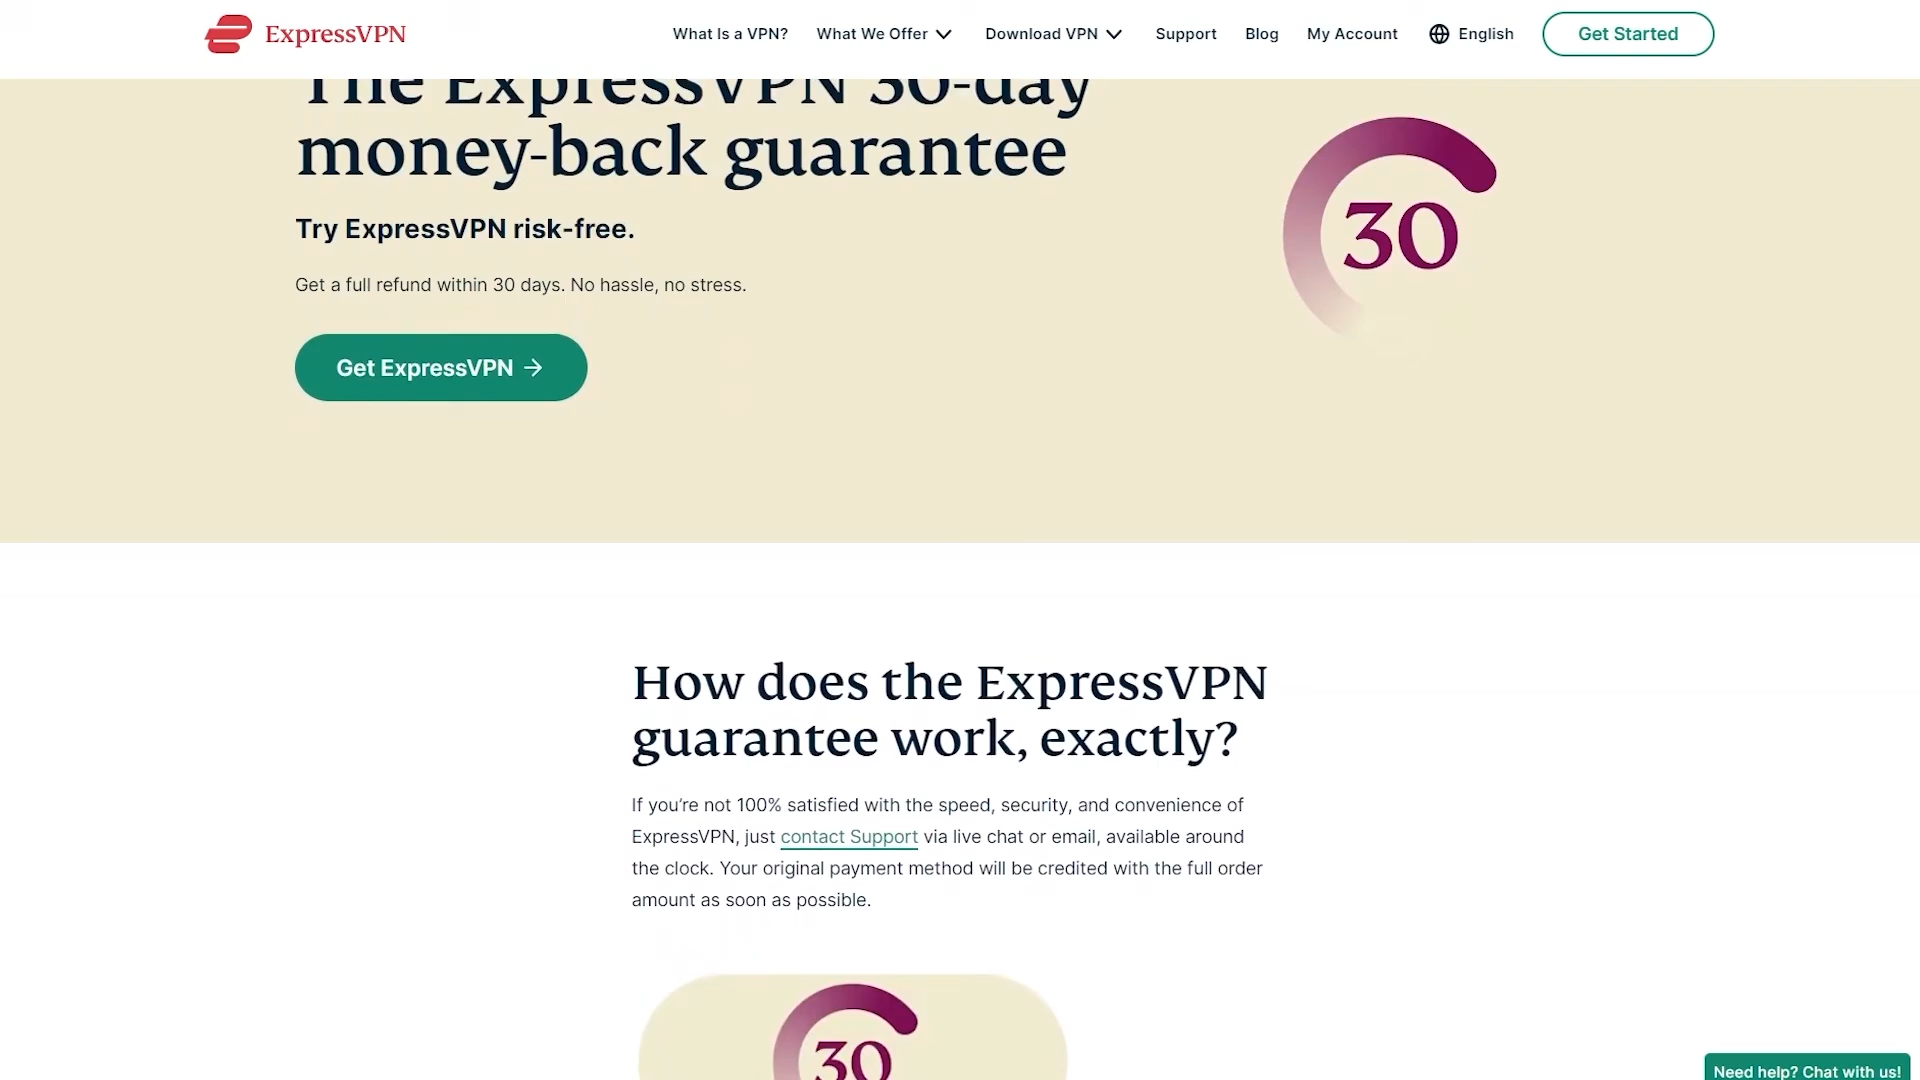 ExpressVPN
What Is a VPN?
What We Offer
Download VPN
Support
Blog
My Account
English
Get Started
The ExpressVPN 30-day
money-back guarantee
Try ExpressVPN risk-free.
Get a full refund within 30 days. No hassle, no stress.
Get ExpressVPN →
30
How does the ExpressVPN
guarantee work, exactly?
If you’re not 100% satisfied with the speed, security, and convenience of
ExpressVPN, just contact Support via live chat or email, available around
the clock. Your original payment method will be credited with the full order
amount as soon as possible.
30
Need help? Chat with us!